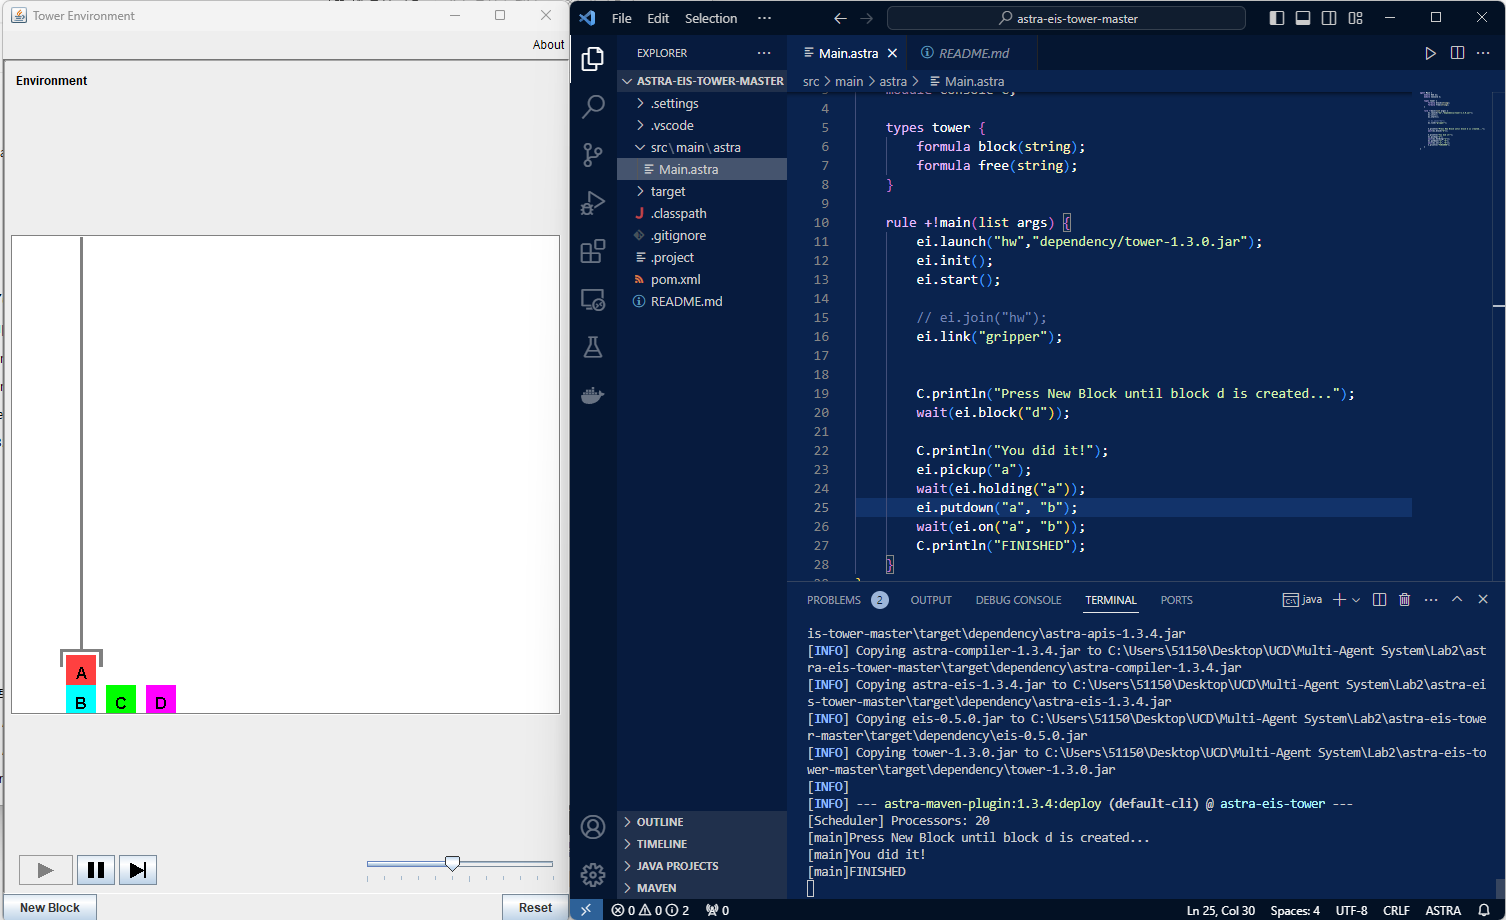 Tower Environment
About
Environment
A
B C D
New Block
Reset
File Edit Selection ···
astra-eis-tower-master
EXPLORER
ASTRA-EIS-TOWER-MASTER
.settings
.vscode
src\main\astra
Main.astra
target
.classpath
.gitignore
.project
pom.xml
README.md
OUTLINE
TIMELINE
JAVA PROJECTS
MAVEN
Main.astra
README.md
src > main > astra > Main.astra
4
5 types tower {
6 formula block(string);
7 formula free(string);
8 }
9
10 rule +!main(list args) {
11 ei.launch("hw","dependency/tower-1.3.0.jar");
12 ei.init();
13 ei.start();
14
15 // ei.join("hw");
16 ei.link("gripper");
17
18
19 C.println("Press New Block until block d is created...");
20 wait(ei.block("d"));
21
22 C.println("You did it!");
23 ei.pickup("a");
24 wait(ei.holding("a"));
25 ei.putdown("a", "b");
26 wait(ei.on("a", "b"));
27 C.println("FINISHED");
28 }
PROBLEMS 2 OUTPUT DEBUG CONSOLE TERMINAL PORTS
java
is-tower-master\target\dependency\astra-apis-1.3.4.jar
[INFO] Copying astra-compiler-1.3.4.jar to C:\Users\51150\Desktop\UCD\Multi-Agent System\Lab2\ast
ra-eis-tower-master\target\dependency\astra-compiler-1.3.4.jar
[INFO] Copying astra-eis-1.3.4.jar to C:\Users\51150\Desktop\UCD\Multi-Agent System\Lab2\astra-ei
s-tower-master\target\dependency\astra-eis-1.3.4.jar
[INFO] Copying eis-0.5.0.jar to C:\Users\51150\Desktop\UCD\Multi-Agent System\Lab2\astra-eis-towe
r-master\target\dependency\eis-0.5.0.jar
[INFO] Copying tower-1.3.0.jar to C:\Users\51150\Desktop\UCD\Multi-Agent System\Lab2\astra-eis-to
wer-master\target\dependency\tower-1.3.0.jar
[INFO]
[INFO] --- astra-maven-plugin:1.3.4:deploy (default-cli) @ astra-eis-tower ---
[Scheduler] Processors: 20
[main]Press New Block until block d is created...
[main]You did it!
[main]FINISHED
0 0 2 0
Ln 25, Col 30 Spaces: 4 UTF-8 CRLF ASTRA